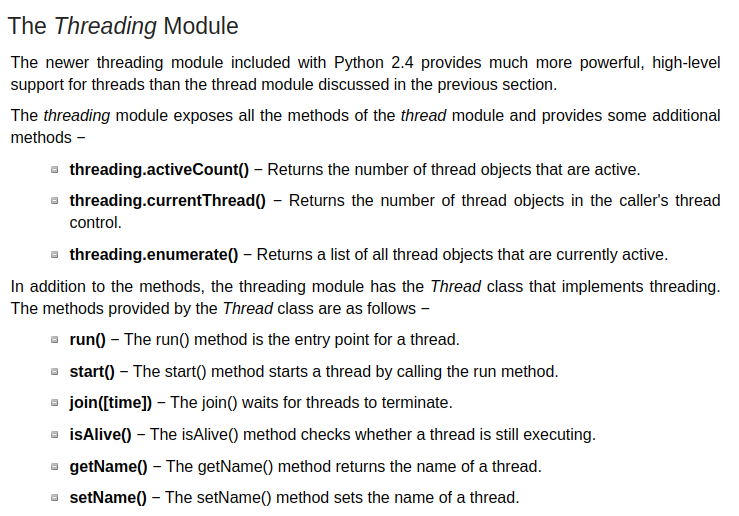 The Threading Module
The newer threading module included with Python 2.4 provides much more powerful, high-level
support for threads than the thread module discussed in the previous section.
The threading module exposes all the methods of the thread module and provides some additional
methods −
threading.activeCount() − Returns the number of thread objects that are active.
threading.currentThread() − Returns the number of thread objects in the caller's thread
control.
threading.enumerate() − Returns a list of all thread objects that are currently active.
In addition to the methods, the threading module has the Thread class that implements threading.
The methods provided by the Thread class are as follows −
run() − The run() method is the entry point for a thread.
start() − The start() method starts a thread by calling the run method.
join([time]) − The join() waits for threads to terminate.
isAlive() − The isAlive() method checks whether a thread is still executing.
getName() − The getName() method returns the name of a thread.
setName() − The setName() method sets the name of a thread.